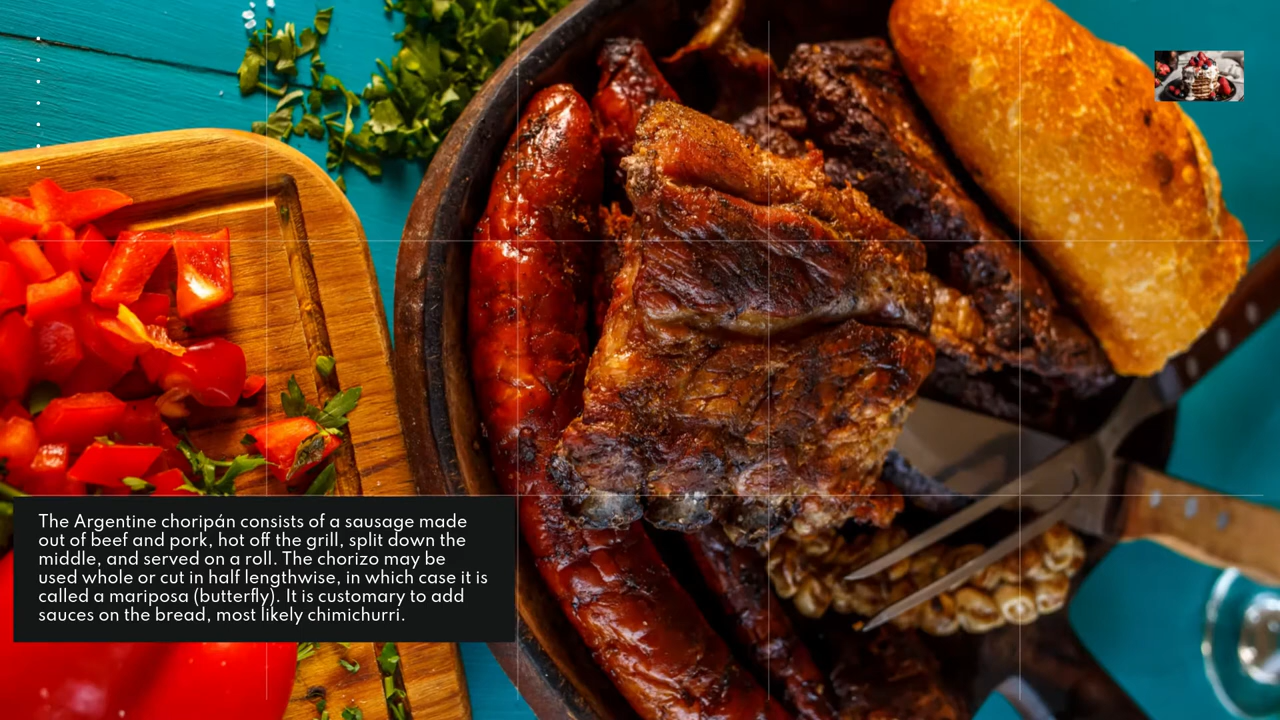 The Argentine choripán consists of a sausage made
out of beef and pork, hot off the grill, split down the
middle, and served on a roll. The chorizo may be
used whole or cut in half lengthwise, in which case it is
called a mariposa (butterfly). It is customary to add
sauces on the bread, most likely chimichurri.